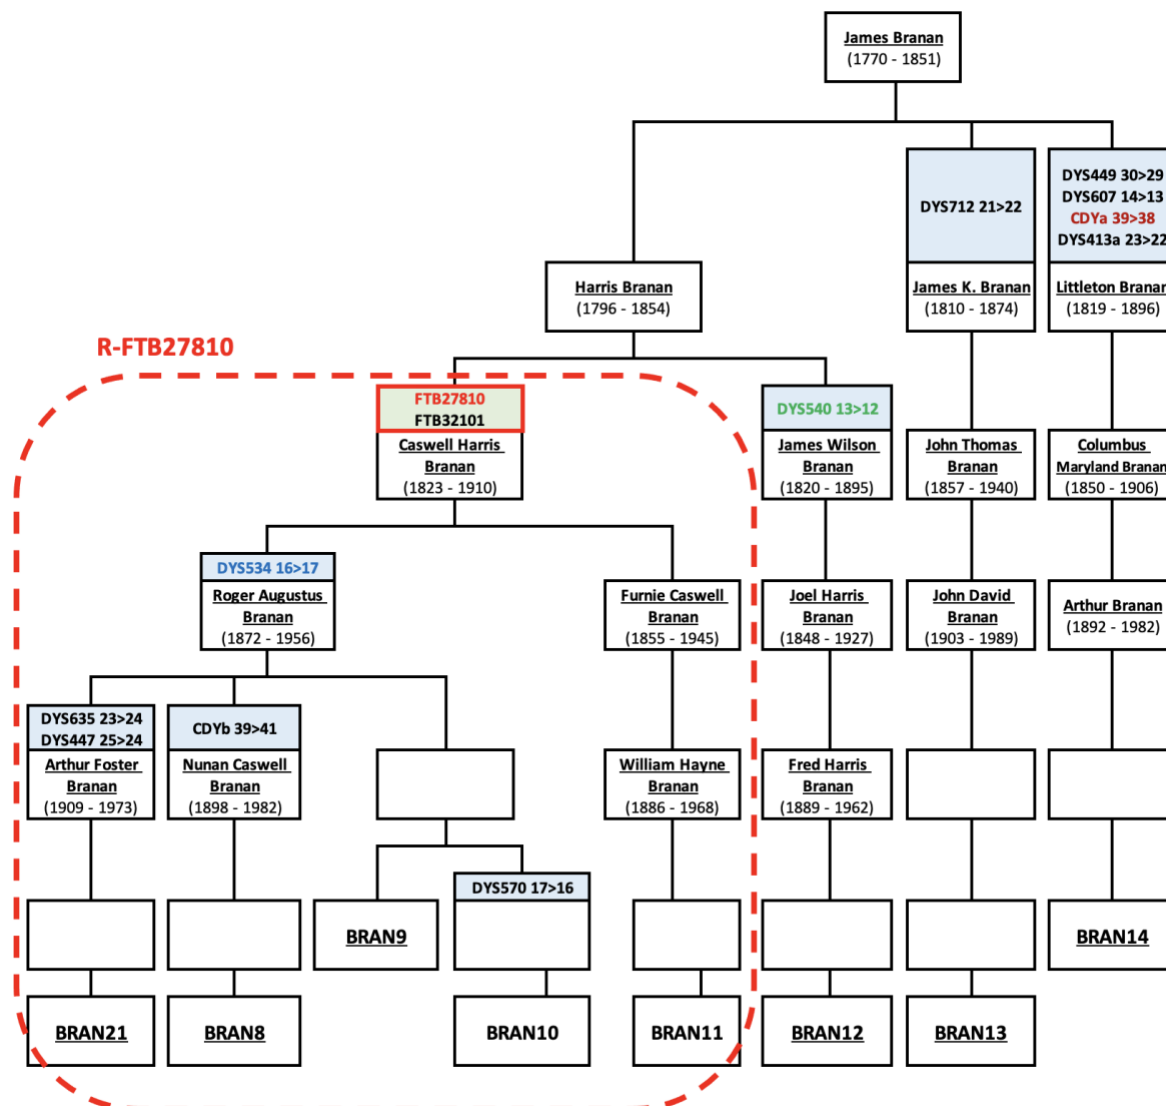 James Branan
(1770 - 1851)
DYS712 21>22
DYS449 30>29
DYS607 14>13
CDYa 39>38
DYS413a 23>22
Harris Branan
(1796 - 1854)
James K. Branan
(1810 - 1874)
Littleton Branan
(1819 - 1896)
R-FTB27810
FTB27810
FTB32101
Caswell Harris
Branan
(1823 - 1910)
DYS540 13>12
James Wilson
Branan
(1820 - 1895)
John Thomas
Branan
(1857 - 1940)
Columbus
Maryland Branan
(1850 - 1906)
DYS534 16>17
Roger Augustus
Branan
(1872 - 1956)
Furnie Caswell
Branan
(1855 - 1945)
Joel Harris
Branan
(1848 - 1927)
John David
Branan
(1903 - 1989)
Arthur Branan
(1892 - 1982)
DYS635 23>24
DYS447 25>24
Arthur Foster
Branan
(1909 - 1973)
CDYb 39>41
Nunan Caswell
Branan
(1898 - 1982)
William Hayne
Branan
(1886 - 1968)
Fred Harris
Branan
(1889 - 1962)
DYS570 17>16
BRAN9
BRAN14
BRAN21
BRAN8
BRAN10
BRAN11
BRAN12
BRAN13